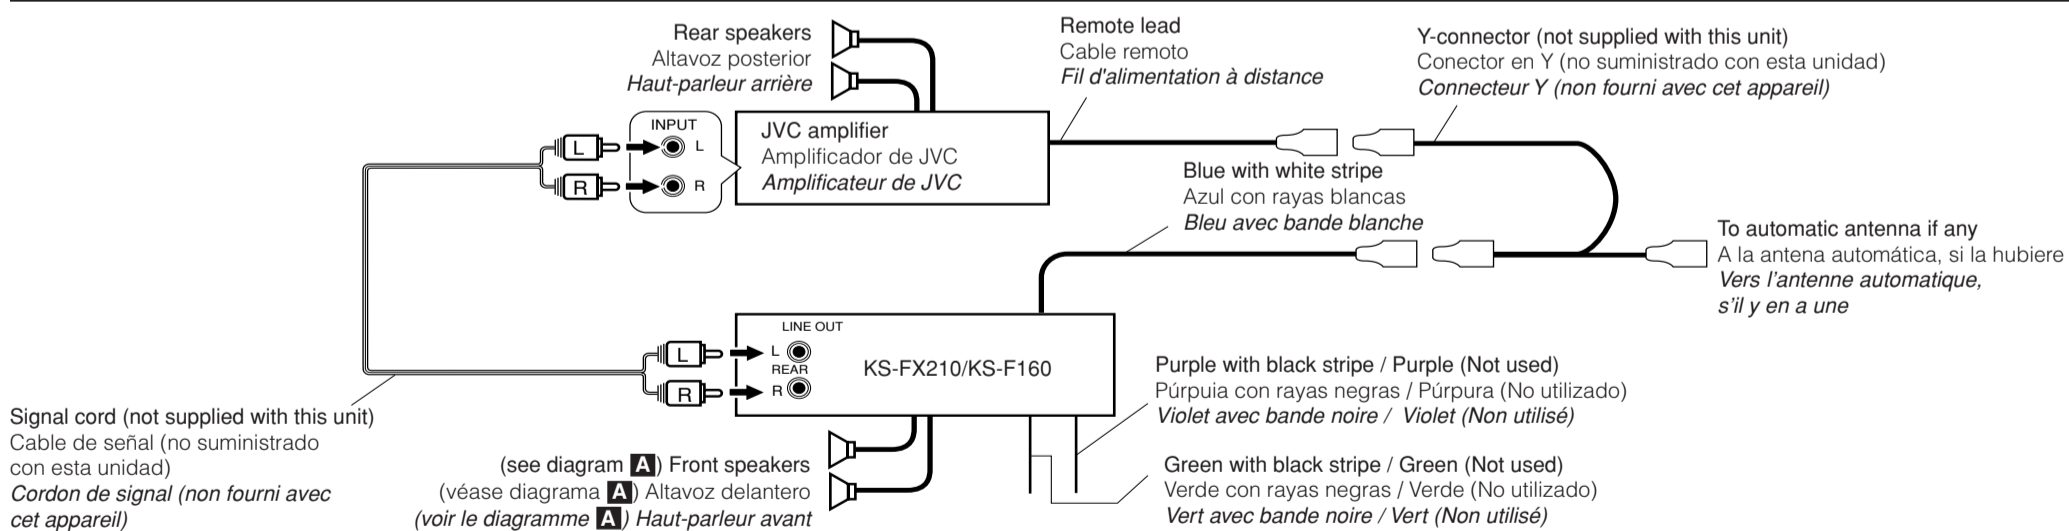 Rear speakers
Altavoz posterior
Haut-parleur arrière
Remote lead
Cable remoto
Fil d'alimentation à distance
Y-connector (not supplied with this unit)
Conector en Y (no suministrado con esta unidad)
Connecteur Y (non fourni avec cet appareil)
INPUT
L
L
R
R
JVC amplifier
Amplificador de JVC
Amplificateur de JVC
Blue with white stripe
Azul con rayas blancas
Bleu avec bande blanche
To automatic antenna if any
A la antena automática, si la hubiere
Vers l'antenne automatique,
s'il y en a une
LINE OUT
L
L
REAR
R
R
KS-FX210/KS-F160
Purple with black stripe / Purple (Not used)
Púrpuia con rayas negras / Púrpura (No utilizado)
Violet avec bande noire / Violet (Non utilisé)
Signal cord (not supplied with this unit)
Cable de señal (no suministrado
con esta unidad)
Cordon de signal (non fourni avec
cet appareil)
(see diagram A) Front speakers
(véase diagrama A) Altavoz delantero
(voir le diagramme A) Haut-parleur avant
Green with black stripe / Green (Not used)
Verde con rayas negras / Verde (No utilizado)
Vert avec bande noire / Vert (Non utilisé)